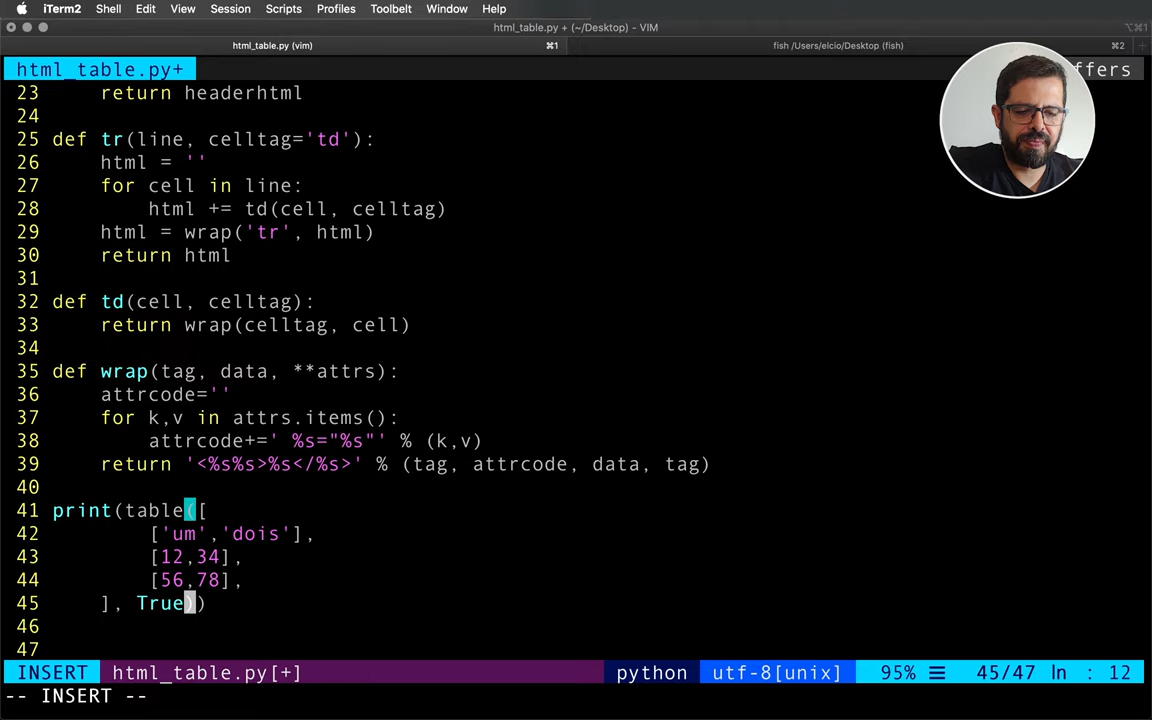 iTerm2 Shell Edit View Session Scripts Profiles Toolbelt Window Help
html_table.py + (~/Desktop) - VIM ⌥⌘1
html_table.py (vim) ⌘1 fish /Users/elcio/Desktop (fish) ⌘2
html_table.py+ ffers
23 return headerhtml
24
25 def tr(line, celltag='td'):
26 html = ''
27 for cell in line:
28 html += td(cell, celltag)
29 html = wrap('tr', html)
30 return html
31
32 def td(cell, celltag):
33 return wrap(celltag, cell)
34
35 def wrap(tag, data, **attrs):
36 attrcode=''
37 for k,v in attrs.items():
38 attrcode+=' %s="%s"' % (k,v)
39 return '<%s%s>%s</%s>' % (tag, attrcode, data, tag)
40
41 print(table([
42 ['um','dois'],
43 [12,34],
44 [56,78],
45 ], True))
46
47
INSERT html_table.py[+] python utf-8[unix] 95% ☰ 45/47 ln : 12
-- INSERT --